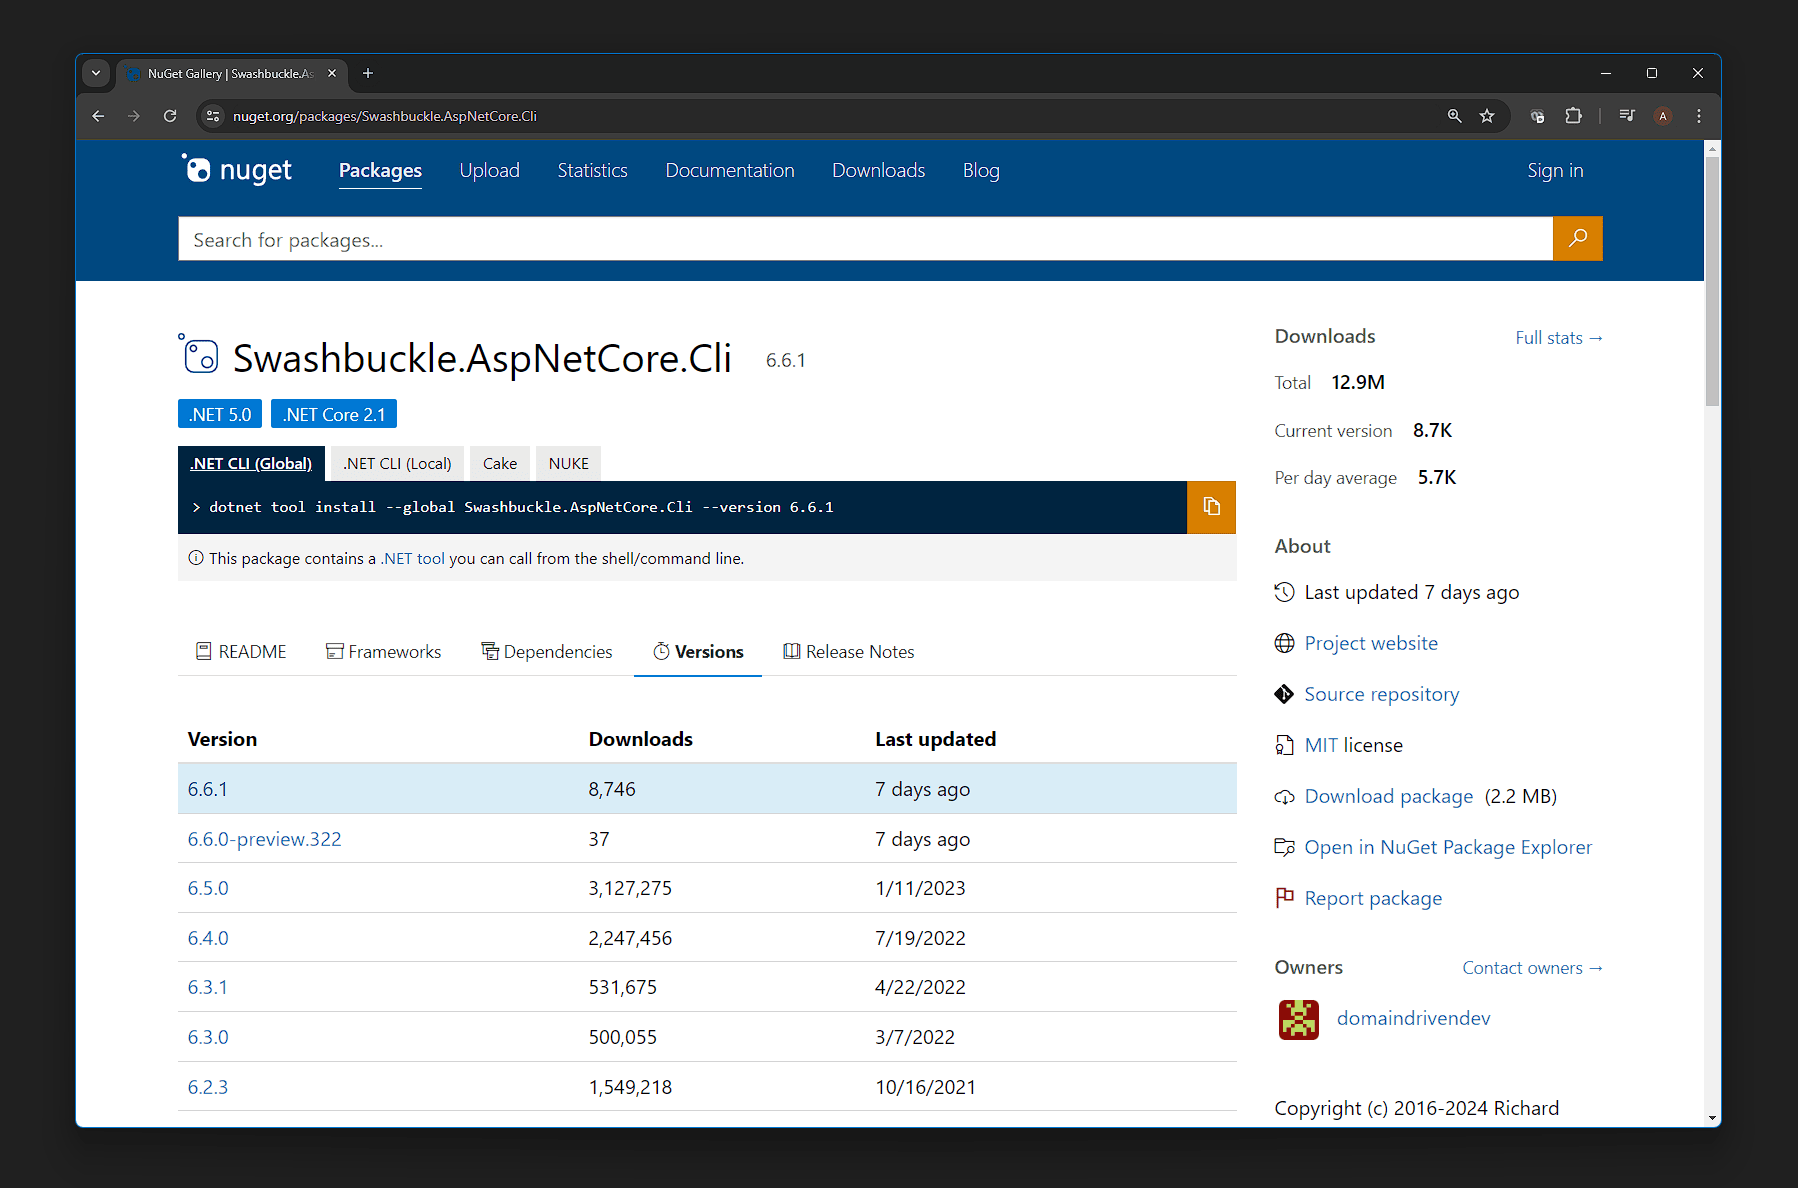 NuGet Gallery | Swashbuckle.As
nuget.org/packages/Swashbuckle.AspNetCore.Cli
A
nuget
Packages
Upload
Statistics
Documentation
Downloads
Blog
Sign in
Search for packages...
Swashbuckle.AspNetCore.Cli 6.6.1
.NET 5.0
.NET Core 2.1
.NET CLI (Global)
.NET CLI (Local)
Cake
NUKE
> dotnet tool install --global Swashbuckle.AspNetCore.Cli --version 6.6.1
This package contains a .NET tool you can call from the shell/command line.
README
Frameworks
Dependencies
Versions
Release Notes
Version Downloads Last updated
6.6.1 8,746 7 days ago
6.6.0-preview.322 37 7 days ago
6.5.0 3,127,275 1/11/2023
6.4.0 2,247,456 7/19/2022
6.3.1 531,675 4/22/2022
6.3.0 500,055 3/7/2022
6.2.3 1,549,218 10/16/2021
Downloads Full stats →
Total 12.9M
Current version 8.7K
Per day average 5.7K
About
Last updated 7 days ago
Project website
Source repository
MIT license
Download package (2.2 MB)
Open in NuGet Package Explorer
Report package
Owners Contact owners →
domaindrivendev
Copyright (c) 2016-2024 Richard